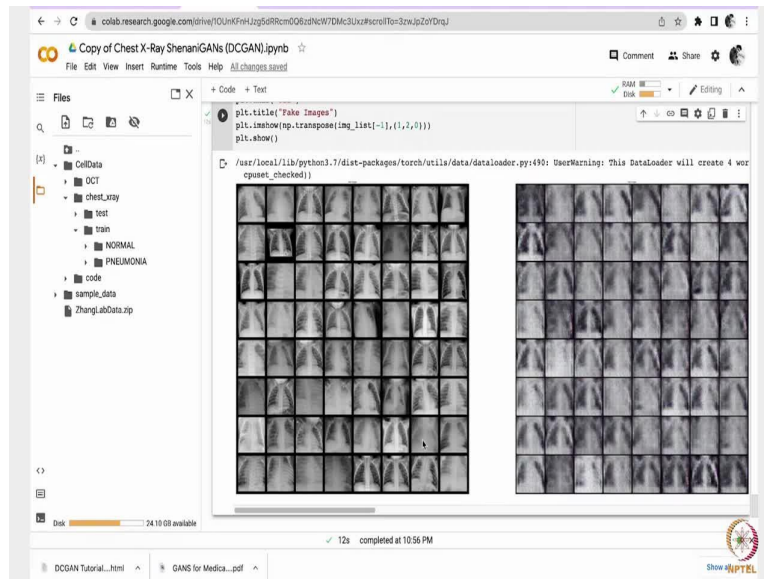 colab.research.google.com/drive/1OUnKFnHJzg5dRRcm0Q6zdNcW7DMc3Uxz#scrollTo=3zwJpZoYDrqJ
CO Copy of Chest X-Ray ShenaniGANs (DCGAN).ipynb
Comment Share
File Edit View Insert Runtime Tools Help All changes saved
Files
+ Code + Text
RAM
Disk
Editing
plt.title("Fake Images")
plt.imshow(np.transpose(img_list[-1],(1,2,0)))
plt.show()
{x}
..
CellData
OCT
chest_xray
test
train
NORMAL
PNEUMONIA
code
sample_data
ZhangLabData.zip
/usr/local/lib/python3.7/dist-packages/torch/utils/data/dataloader.py:490: UserWarning: This DataLoader will create 4 wor
cpuset_checked))
<>
Disk 24.10 GB available
12s completed at 10:56 PM
DCGAN Tutorial....html
GANS for Medica....pdf
Show a
NPTEL